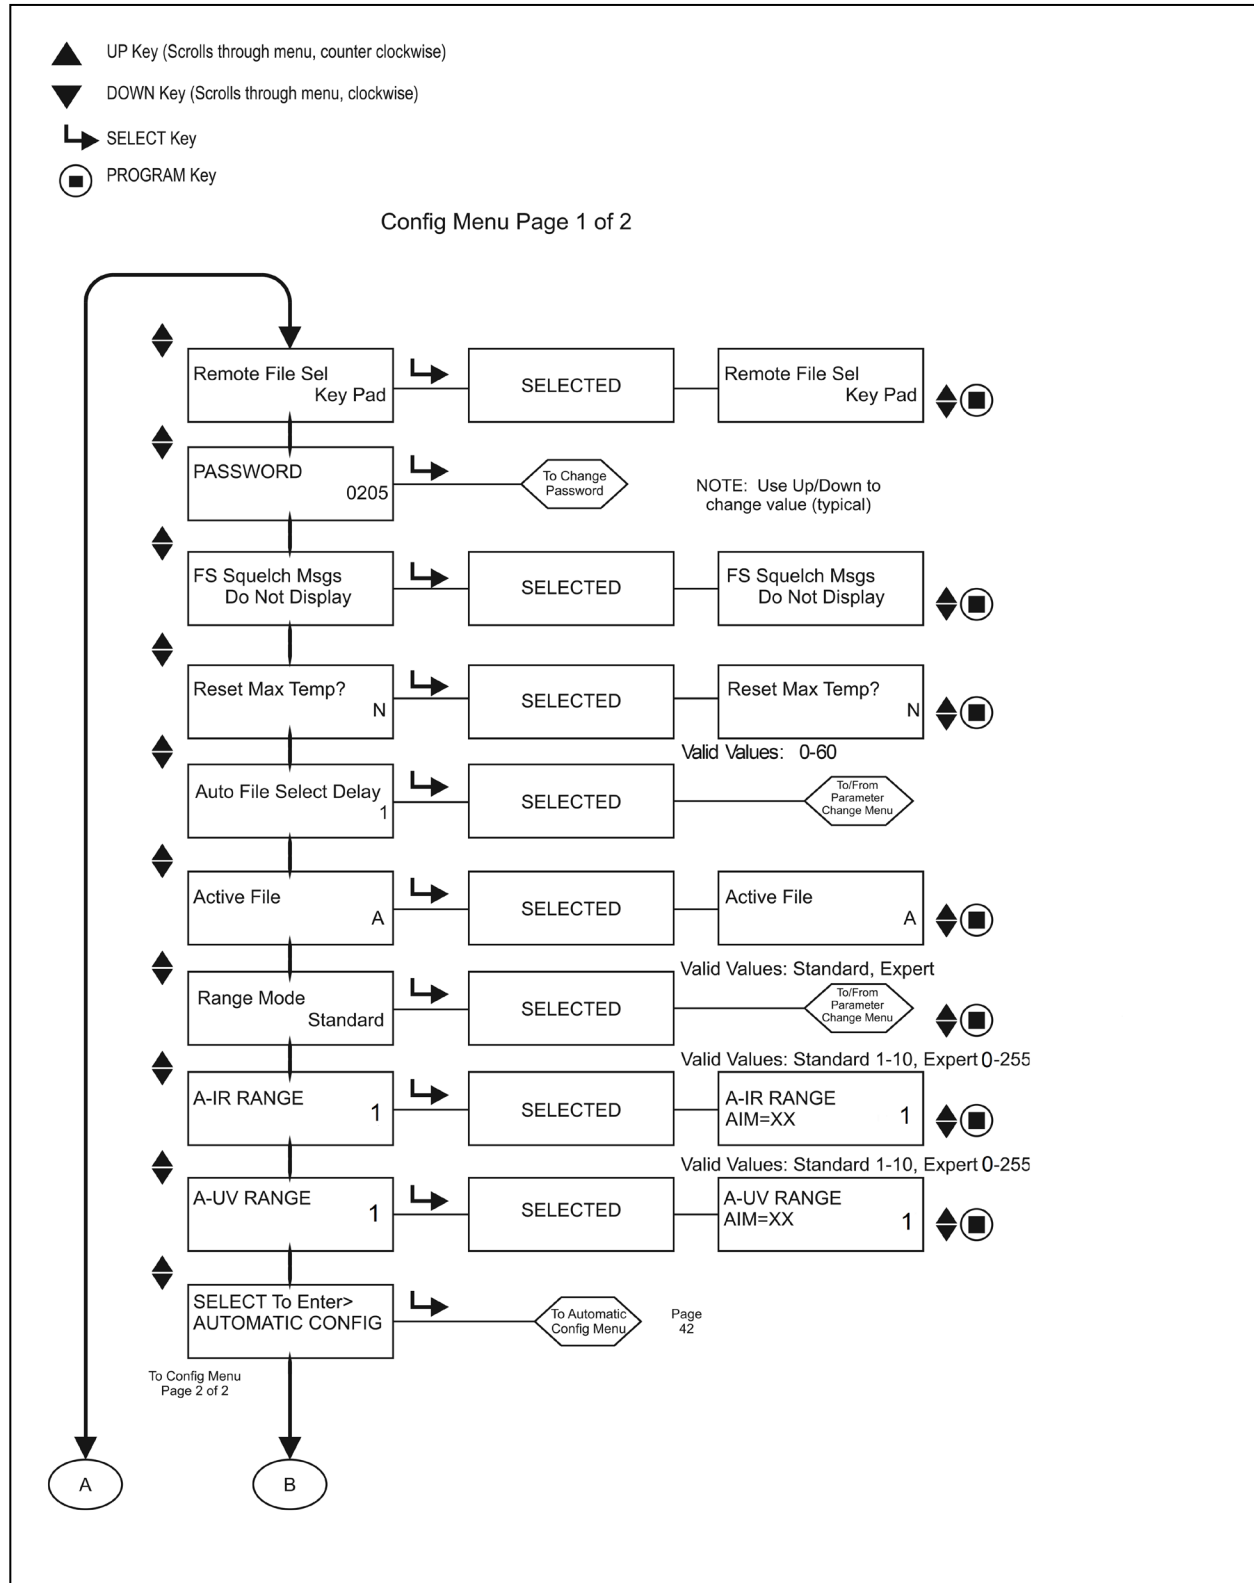 UP Key (Scrolls through menu, counter clockwise)
DOWN Key (Scrolls through menu, clockwise)
SELECT Key
PROGRAM Key
Config Menu Page 1 of 2
Remote File Sel
Key Pad
SELECTED
Remote File Sel
Key Pad
PASSWORD
0205
To Change
Password
NOTE: Use Up/Down to
change value (typical)
FS Squelch Msgs
Do Not Display
SELECTED
FS Squelch Msgs
Do Not Display
Reset Max Temp?
N
SELECTED
Reset Max Temp?
N
Valid Values: 0-60
Auto File Select Delay
1
SELECTED
To/From
Parameter
Change Menu
Active File
A
SELECTED
Active File
A
Valid Values: Standard, Expert
Range Mode
Standard
SELECTED
To/From
Parameter
Change Menu
Valid Values: Standard 1-10, Expert 0-255
A-IR RANGE
1
SELECTED
A-IR RANGE
AIM=XX 1
Valid Values: Standard 1-10, Expert 0-255
A-UV RANGE
1
SELECTED
A-UV RANGE
AIM=XX 1
SELECT To Enter>
AUTOMATIC CONFIG
To Automatic
Config Menu
Page
42
To Config Menu
Page 2 of 2
A
B